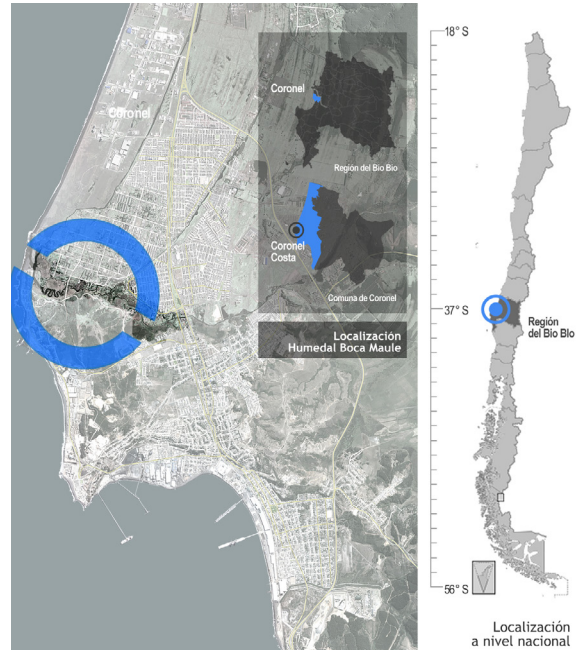 Coronel
Coronel
Región del Bio Bio
Coronel
Costa
Comuna de Coronel
Localización
Humedal Boca Maule
18° S
37° S
Región
del Bio BIo
56° S
Localización
a nivel nacional